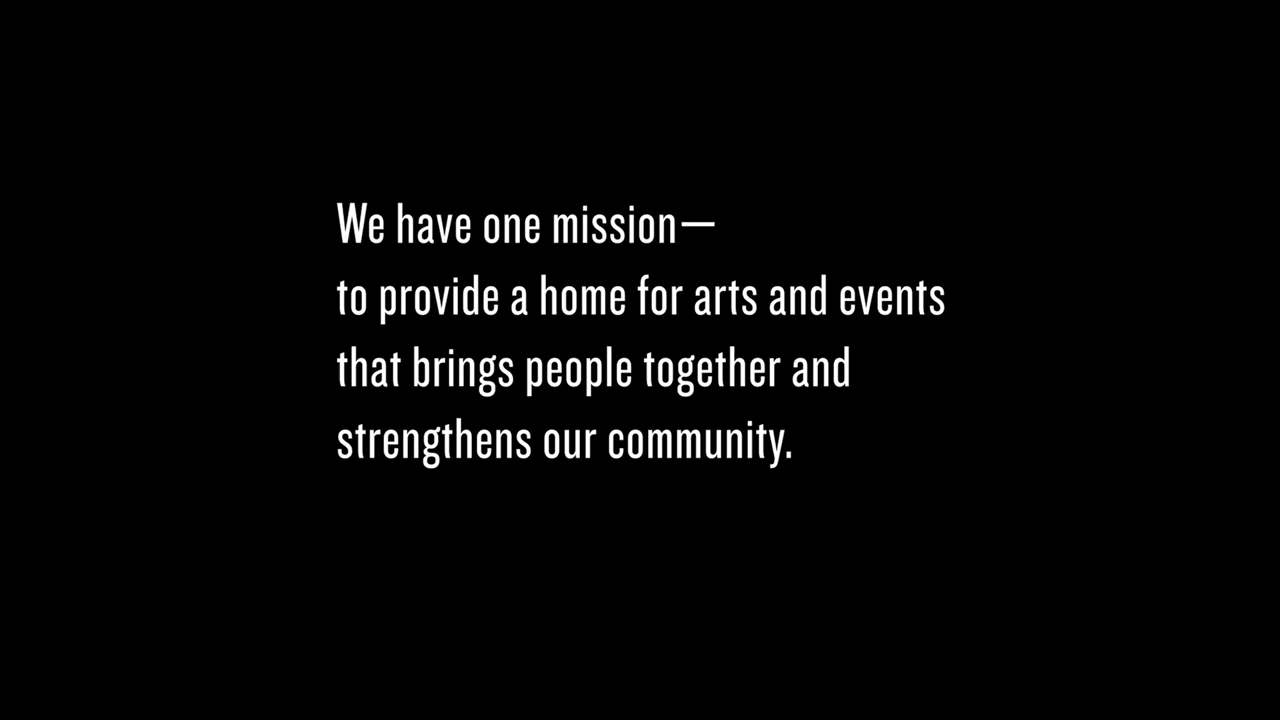 We have one mission—
to provide a home for arts and events
that brings people together and
strengthens our community.